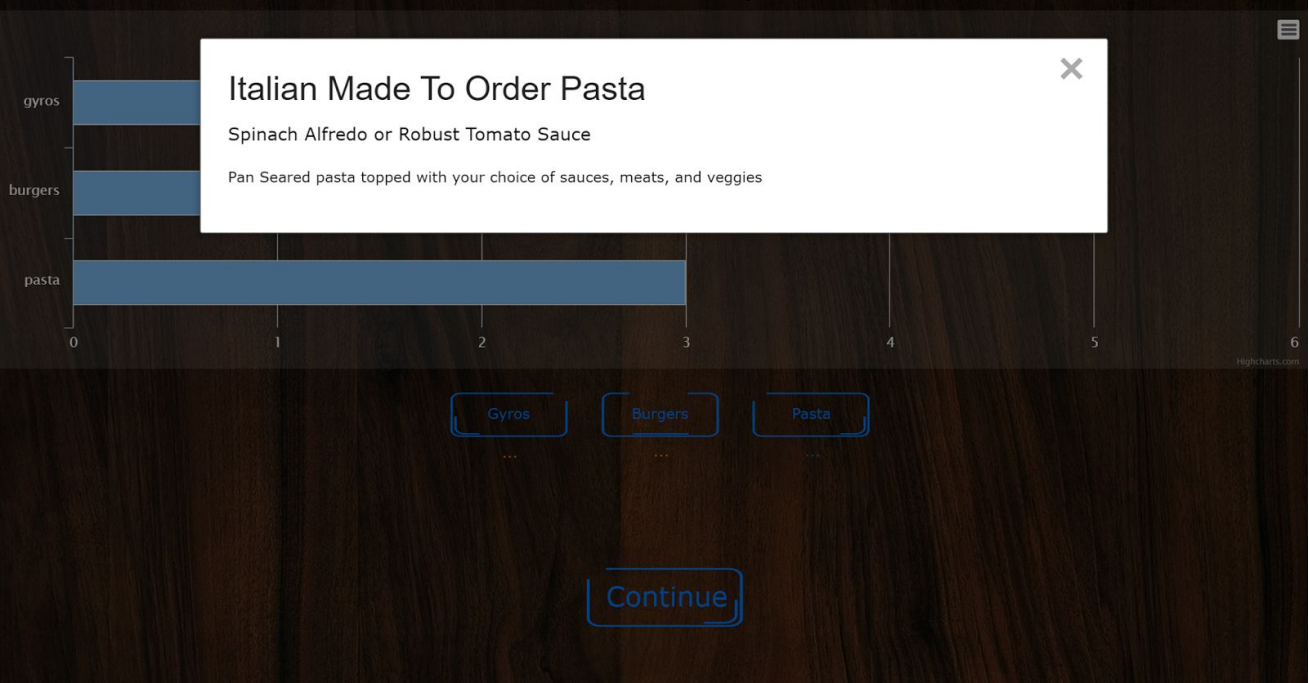 Italian Made To Order Pasta
Spinach Alfredo or Robust Tomato Sauce
Pan Seared pasta topped with your choice of sauces, meats, and veggies
gyros
burgers
pasta
0 1 2 3 4 5 6
Highcharts.com
Gyros Burgers Pasta
... ... ...
Continue